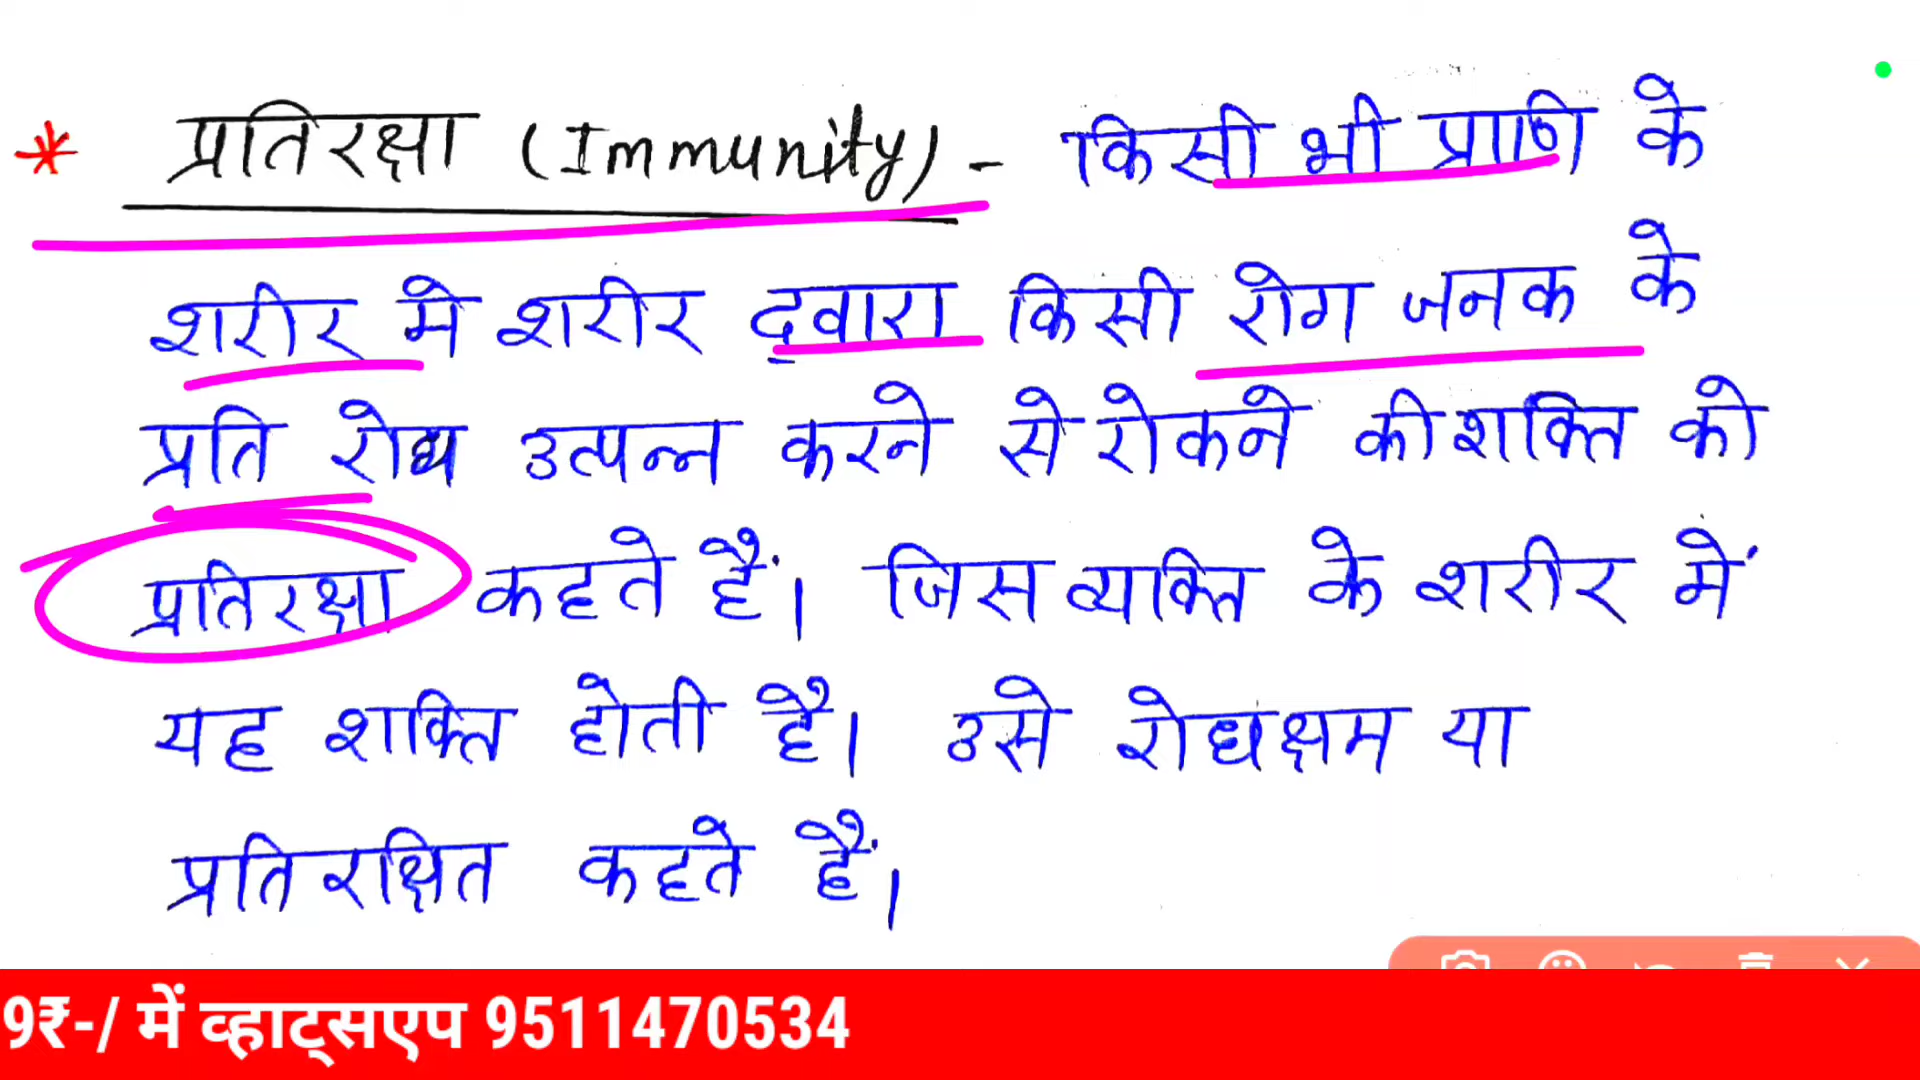 * प्रतिरक्षा (Immunity) - किसी भी प्राणि के
शरीर मे शरीर द्वारा किसी रोग जनक के
प्रति रोध उत्पन्न करने से रोकने की शक्ति को
प्रतिरक्षा कहते हैं। जिस व्यक्ति के शरीर में
यह शक्ति होती है। उसे रोधक्षम या
प्रतिरक्षित कहते हैं।
9₹-/ में व्हाट्सएप 9511470534